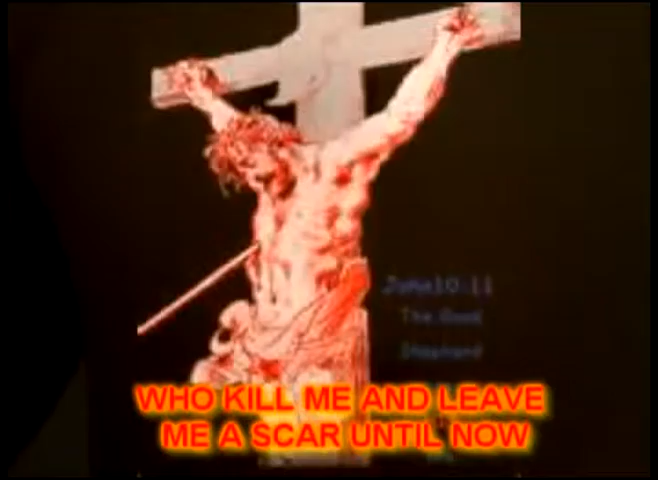 John10:11
The Good
Shepherd
WHO KILL ME AND LEAVE
ME A SCAR UNTIL NOW